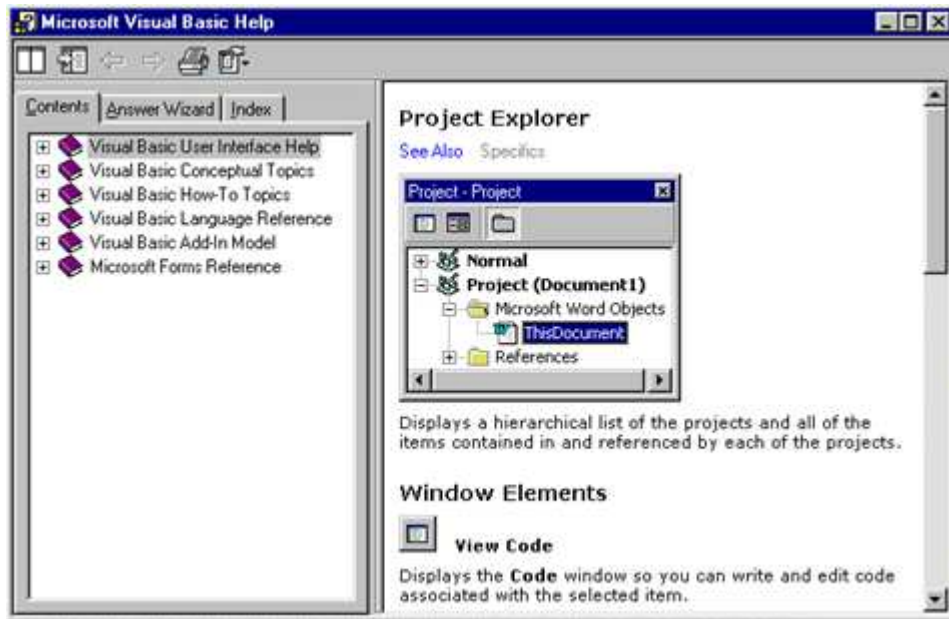 Microsoft Visual Basic Help
Contents Answer Wizard Index
Visual Basic User Interface Help
Visual Basic Conceptual Topics
Visual Basic How-To Topics
Visual Basic Language Reference
Visual Basic Add-In Model
Microsoft Forms Reference
Project Explorer
See Also Specifics
Project - Project
Normal
Project (Document1)
Microsoft Word Objects
ThisDocument
References
Displays a hierarchical list of the projects and all of the
items contained in and referenced by each of the projects.
Window Elements
View Code
Displays the Code window so you can write and edit code
associated with the selected item.